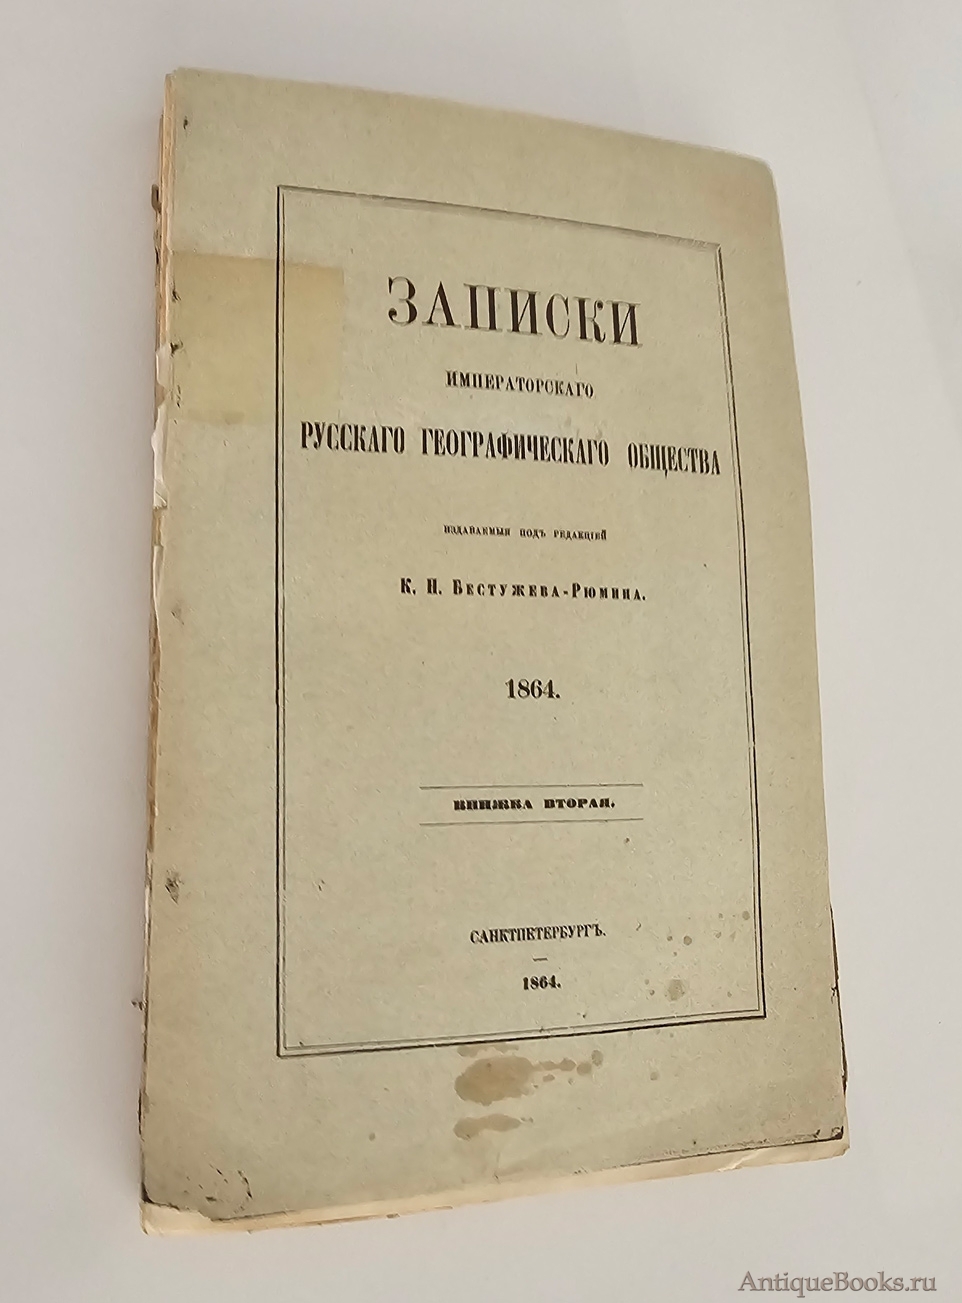 ЗАПИСКИ
ИМПЕРАТОРСКАГО
РУССКАГО ГЕОГРАФИЧЕСКАГО ОБЩЕСТВА
ИЗДАВАЕМЫЯ ПОДЪ РЕДАКЦІЕЙ
К. Н. БЕСТУЖЕВА-РЮМИНА.
1864.
КНИЖКА ВТОРАЯ.
САНКТПЕТЕРБУРГЪ.
1864.
AntiqueBooks.ru